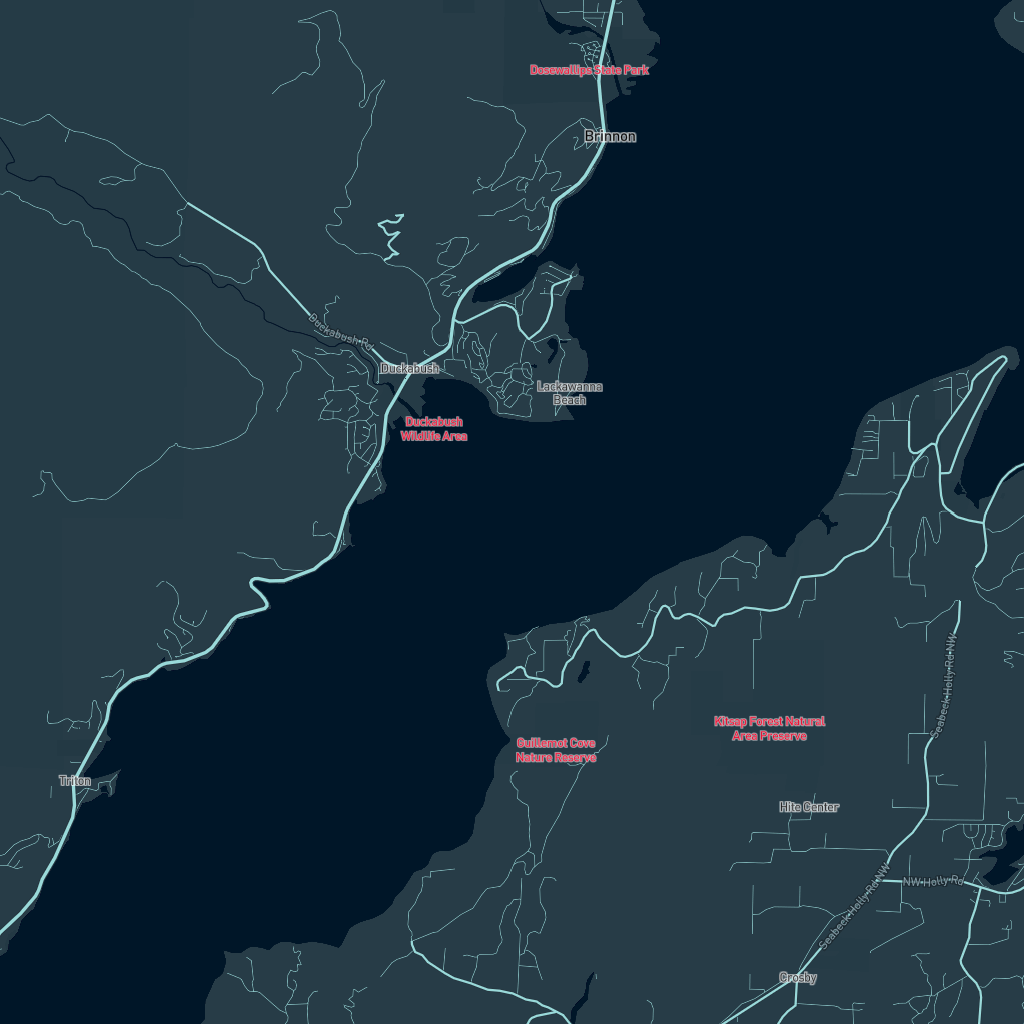 Dosewallips State Park
Brinnon
Duckabush Rd
Duckabush
Lackawanna
Beach
Duckabush
Wildlife Area
Seabeck Holly Rd NW
Kitsap Forest Natural
Area Preserve
Guillemot Cove
Nature Reserve
Triton
Hite Center
NW Holly Rd
Seabeck Holly Rd NW
Crosby